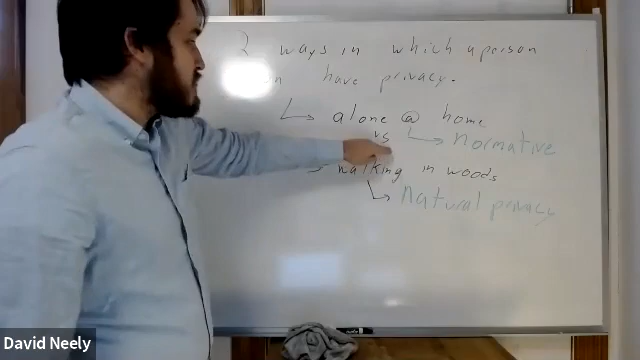 2 ways in which a person
have privacy.
alone @ home
vs
normative
walking in woods
natural privacy
David Neely